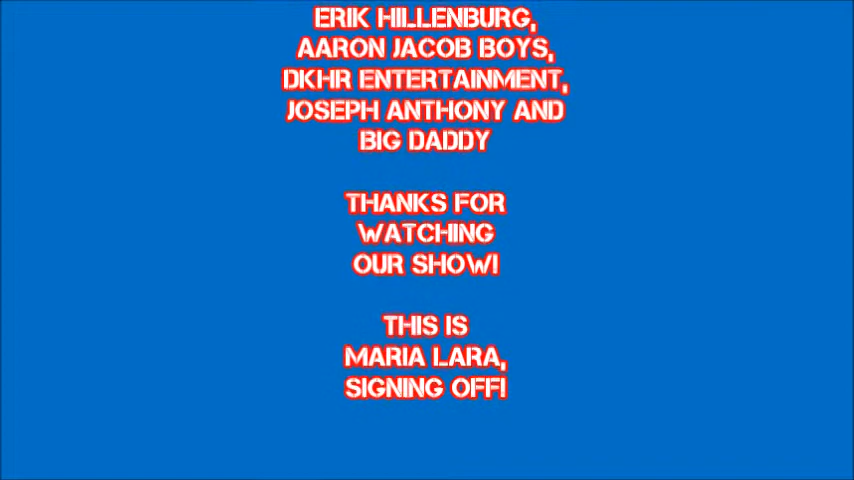 ERIK HILLENBURG,
AARON JACOB BOYS,
DKHR ENTERTAINMENT,
JOSEPH ANTHONY AND
BIG DADDY
THANKS FOR
WATCHING
OUR SHOW!
THIS IS
MARIA LARA,
SIGNING OFF!